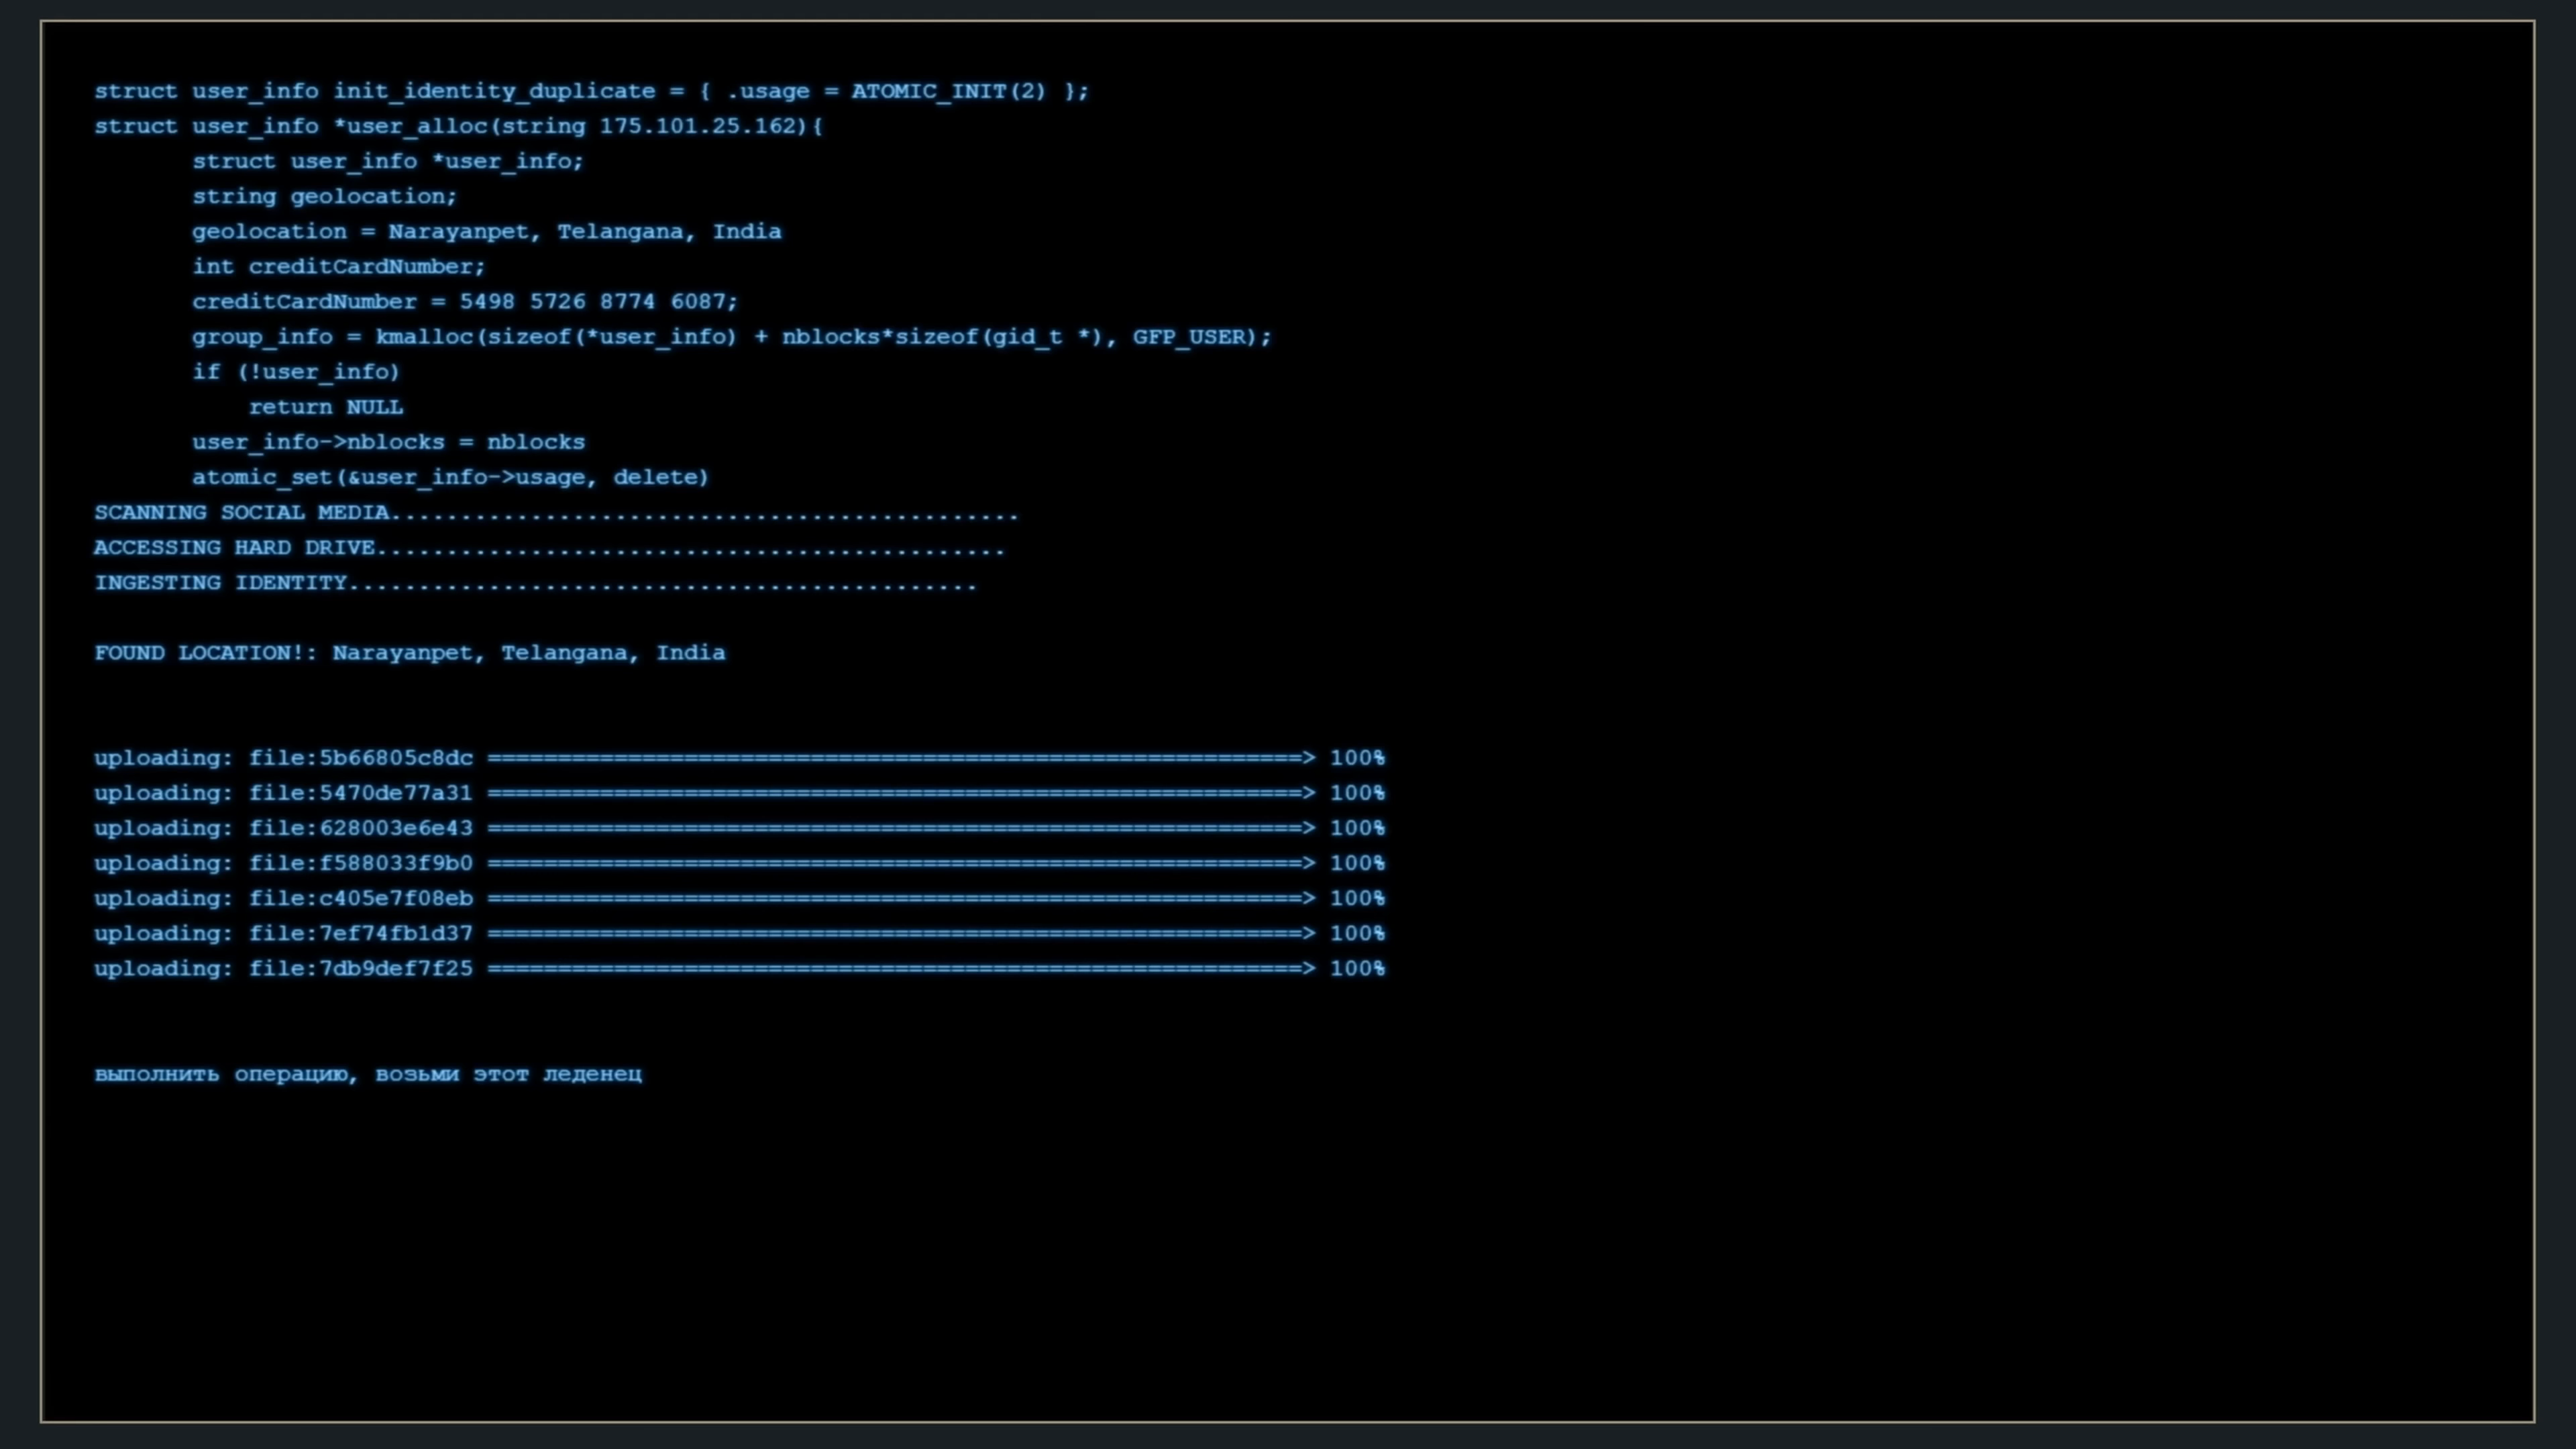 struct user_info init_identity_duplicate = { .usage = ATOMIC_INIT(2) };
struct user_info *user_alloc(string 175.101.25.162){
struct user_info *user_info;
string geolocation;
geolocation = Narayanpet, Telangana, India
int creditCardNumber;
creditCardNumber = 5498 5726 8774 6087;
group_info = kmalloc(sizeof(*user_info) + nblocks*sizeof(gid_t *), GFP_USER);
if (!user_info)
return NULL
user_info->nblocks = nblocks
atomic_set(&user_info->usage, delete)
SCANNING SOCIAL MEDIA.............................................
ACCESSING HARD DRIVE.............................................
INGESTING IDENTITY.............................................
FOUND LOCATION!: Narayanpet, Telangana, India
uploading: file:5b66805c8dc ==========================================================> 100%
uploading: file:5470de77a31 ==========================================================> 100%
uploading: file:628003e6e43 ==========================================================> 100%
uploading: file:f588033f9b0 ==========================================================> 100%
uploading: file:c405e7f08eb ==========================================================> 100%
uploading: file:7ef74fb1d37 ==========================================================> 100%
uploading: file:7db9def7f25 ==========================================================> 100%
выполнить операцию, возьми этот леденец